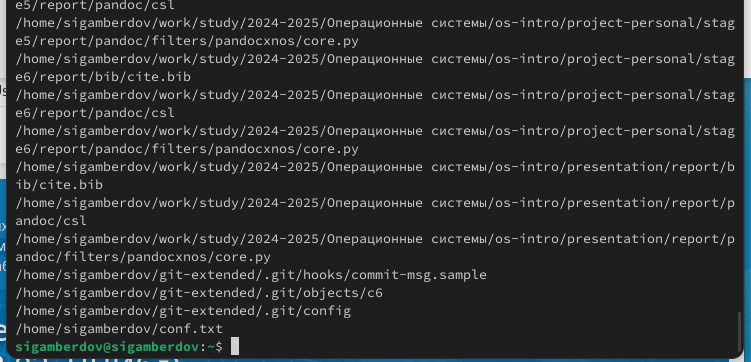 e5/report/pandoc/csl
/home/sigamberdov/work/study/2024-2025/Операционные системы/os-intro/project-personal/stag
e5/report/pandoc/filters/pandocxnos/core.py
/home/sigamberdov/work/study/2024-2025/Операционные системы/os-intro/project-personal/stag
e6/report/bib/cite.bib
/home/sigamberdov/work/study/2024-2025/Операционные системы/os-intro/project-personal/stag
e6/report/pandoc/csl
/home/sigamberdov/work/study/2024-2025/Операционные системы/os-intro/project-personal/stag
e6/report/pandoc/filters/pandocxnos/core.py
/home/sigamberdov/work/study/2024-2025/Операционные системы/os-intro/presentation/report/b
ib/cite.bib
/home/sigamberdov/work/study/2024-2025/Операционные системы/os-intro/presentation/report/p
andoc/csl
/home/sigamberdov/work/study/2024-2025/Операционные системы/os-intro/presentation/report/p
andoc/filters/pandocxnos/core.py
/home/sigamberdov/git-extended/.git/hooks/commit-msg.sample
/home/sigamberdov/git-extended/.git/objects/c6
/home/sigamberdov/git-extended/.git/config
/home/sigamberdov/conf.txt
sigamberdov@sigamberdov:~$